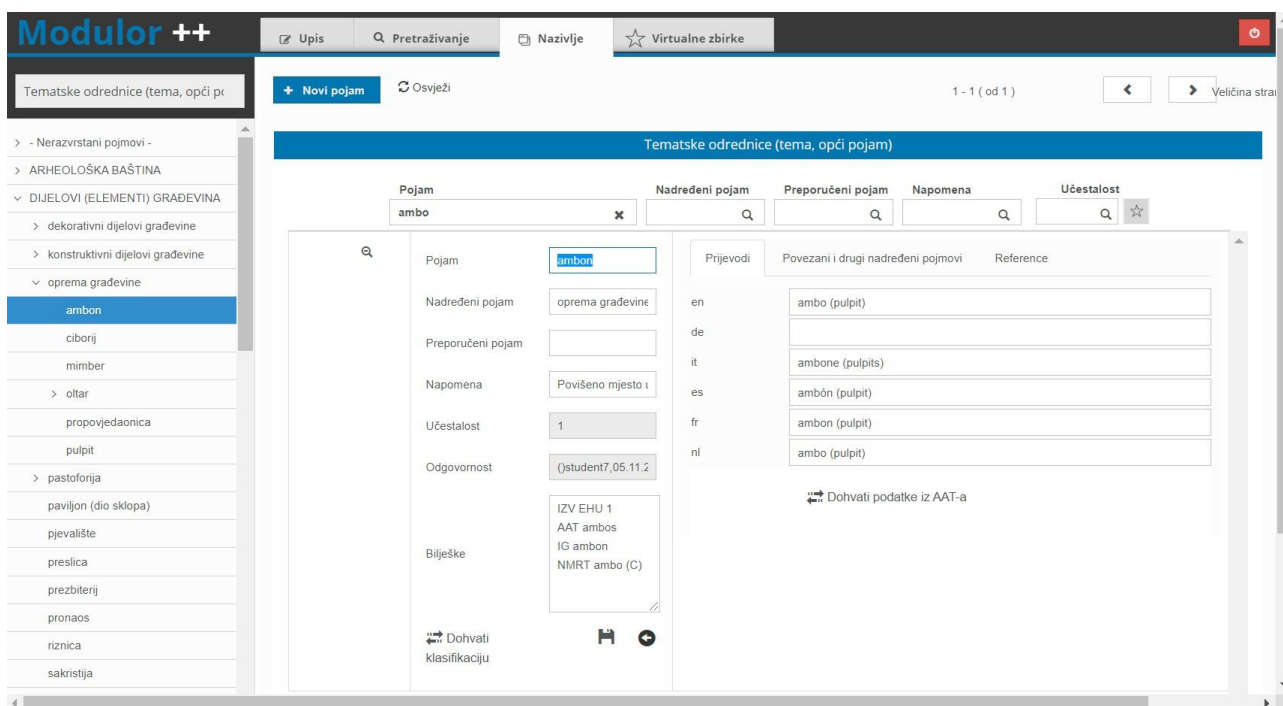 Modulor ++
Upis
Pretraživanje
Nazivlje
Virtualne zbirke
Tematske odrednice (tema, opći po
+ Novi pojam
Osvježi
1 - 1 ( od 1 )
Veličina stra
- Nerazvrstani pojmovi -
ARHEOLOŠKA BAŠTINA
DIJELOVI (ELEMENTI) GRAĐEVINA
dekorativni dijelovi građevine
konstruktivni dijelovi građevine
oprema građevine
ambon
ciborij
mimber
oltar
propovjedaonica
pulpit
pastoforija
paviljon (dio sklopa)
pjevalište
preslica
prezbiterij
pronaos
riznica
sakristija
Tematske odrednice (tema, opći pojam)
Pojam
Nadređeni pojam
Preporučeni pojam
Napomena
Učestalost
ambo
Pojam
ambon
Nadređeni pojam
oprema građevine
Preporučeni pojam
Napomena
Povišeno mjesto u
Učestalost
1
Odgovornost
()student7,05.11.2
Bilješke
IZV EHU 1
AAT ambos
IG ambon
NMRT ambo (C)
Dohvati
klasifikaciju
Prijevodi
Povezani i drugi nadređeni pojmovi
Reference
en
ambo (pulpit)
de
it
ambone (pulpits)
es
ambón (pulpit)
fr
ambon (pulpit)
nl
ambo (pulpit)
Dohvati podatke iz AAT-a